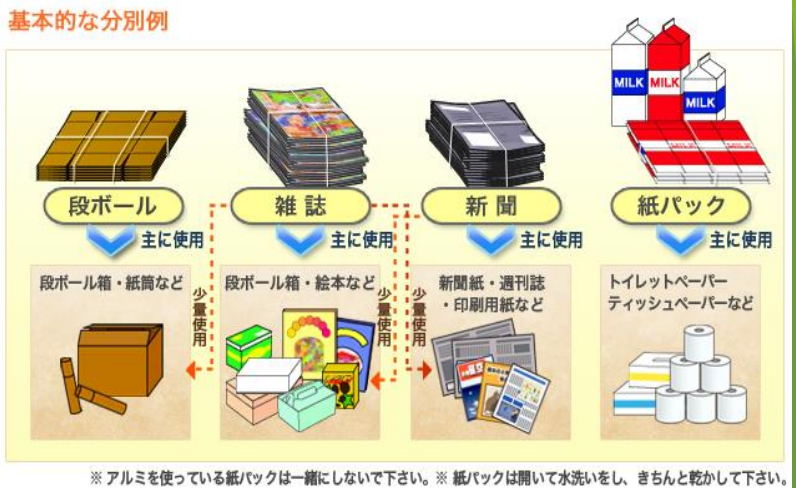 基本的な分別例
MILK
MILK
MILK
段ボール
雑誌
新聞
紙パック
主に使用
主に使用
主に使用
主に使用
段ボール箱・紙筒など
段ボール箱・絵本など
新聞紙・週刊誌
・印刷用紙など
トイレットペーパー
ティッシュペーパーなど
少量使用
少量使用
少量使用
※ アルミを使っている紙パックは一緒にしないで下さい。※ 紙パックは開いて水洗いをし、きちんと乾かして下さい。